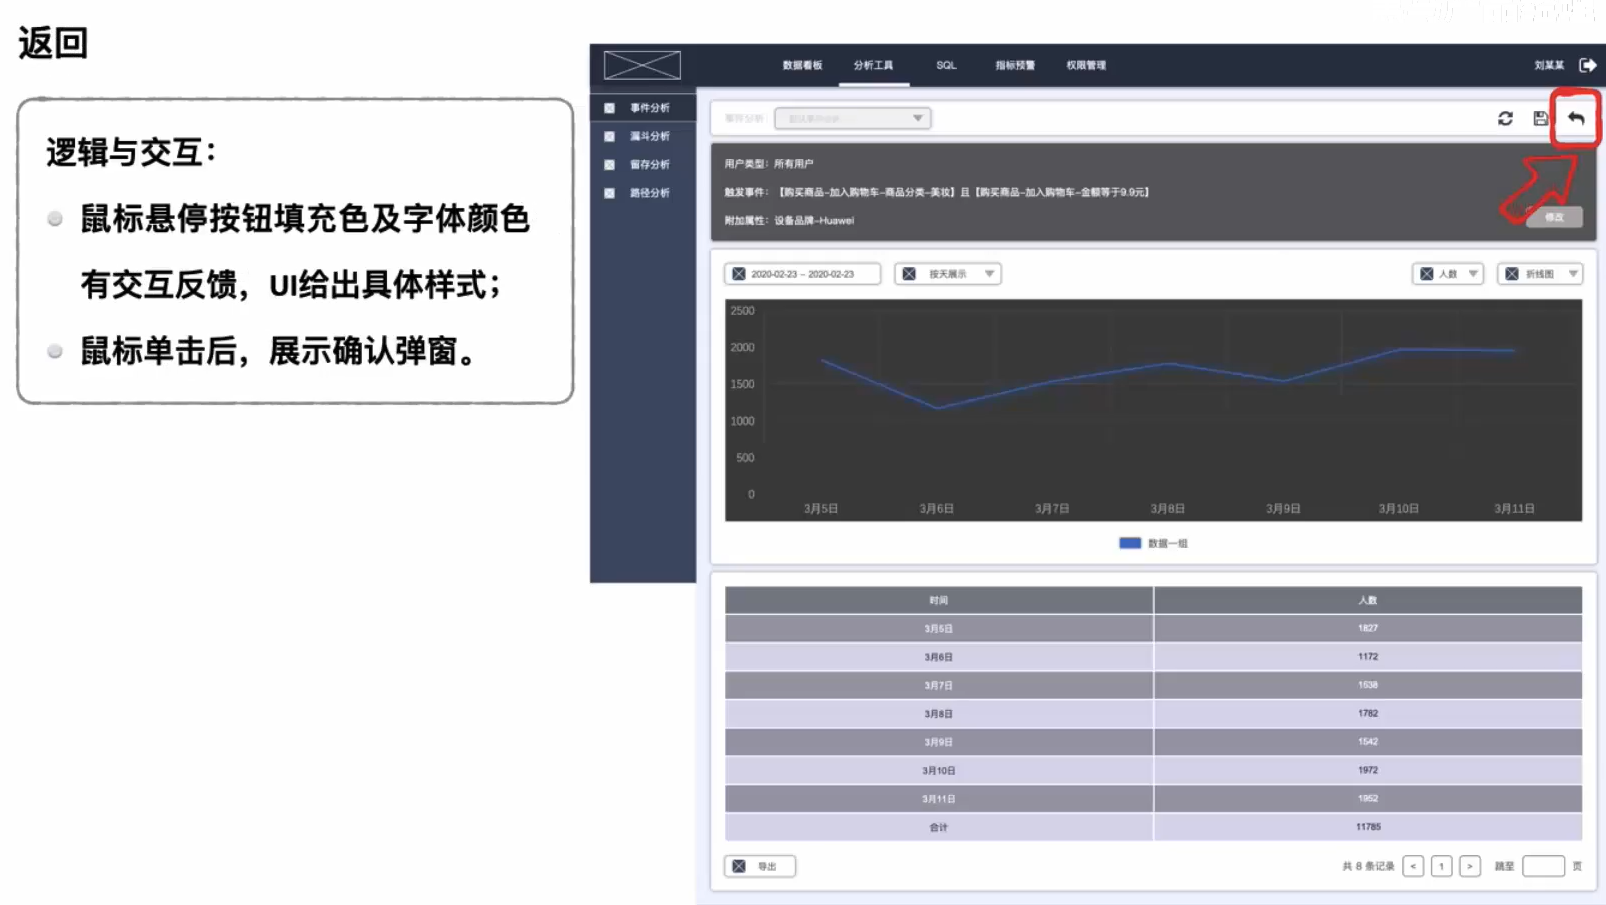 返回
逻辑与交互：
鼠标悬停按钮填充色及字体颜色
有交互反馈，UI给出具体样式；
鼠标单击后，展示确认弹窗。
数据看板 分析工具 SQL 指标预警 权限管理 刘某某
事件分析
漏斗分析
留存分析
路径分析
事件分析
用户类型：所有用户
触发事件：【购买商品–加入购物车–商品分类–美妆】且【购买商品–加入购物车–金额等于9.9元】
附加属性：设备品牌–Huawei
修改
2020-02-23 ~ 2020-02-23 按天展示 人数 折线图
2500
2000
1500
1000
500
0
3月5日 3月6日 3月7日 3月8日 3月9日 3月10日 3月11日
数据一组
时间 人数
3月5日 1827
3月6日 1172
3月7日 1538
3月8日 1782
3月9日 1542
3月10日 1972
3月11日 1952
合计 11785
导出 共 8 条记录 < 1 > 跳至 页